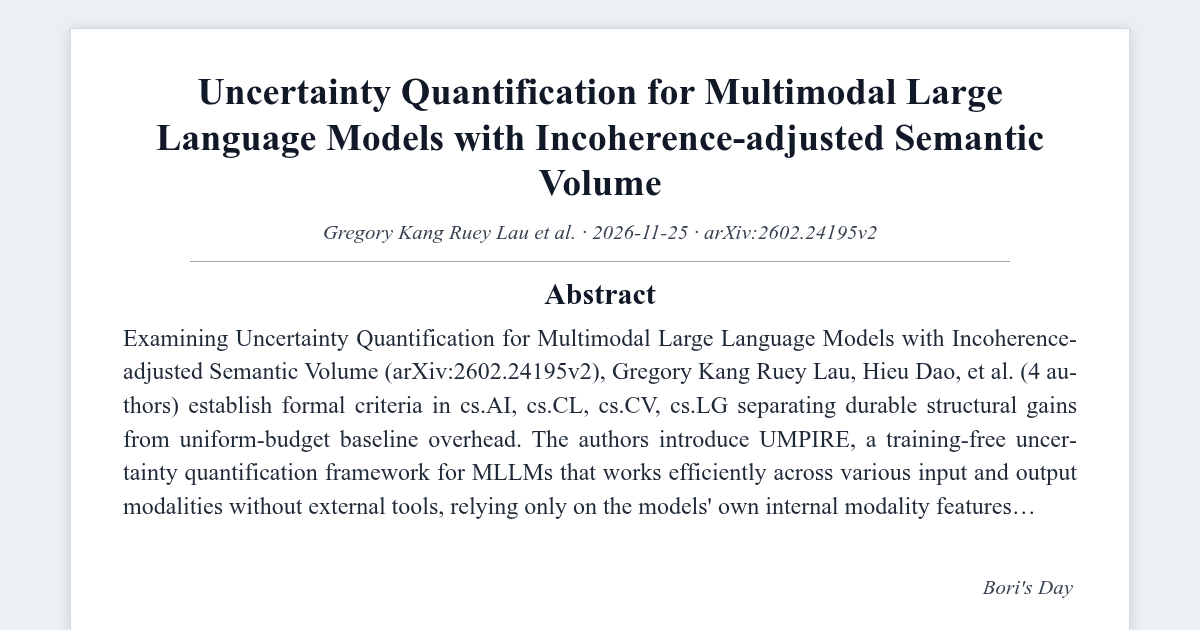 Uncertainty Quantification for Multimodal Large
Language Models with Incoherence-adjusted Semantic
Volume
Gregory Kang Ruey Lau et al. · 2026-11-25 · arXiv:2602.24195v2
Abstract
Examining Uncertainty Quantification for Multimodal Large Language Models with Incoherence-
adjusted Semantic Volume (arXiv:2602.24195v2), Gregory Kang Ruey Lau, Hieu Dao, et al. (4 au-
thors) establish formal criteria in cs.AI, cs.CL, cs.CV, cs.LG separating durable structural gains
from uniform-budget baseline overhead. The authors introduce UMPIRE, a training-free uncer-
tainty quantification framework for MLLMs that works efficiently across various input and output
modalities without external tools, relying only on the models' own internal modality features…
Bori's Day